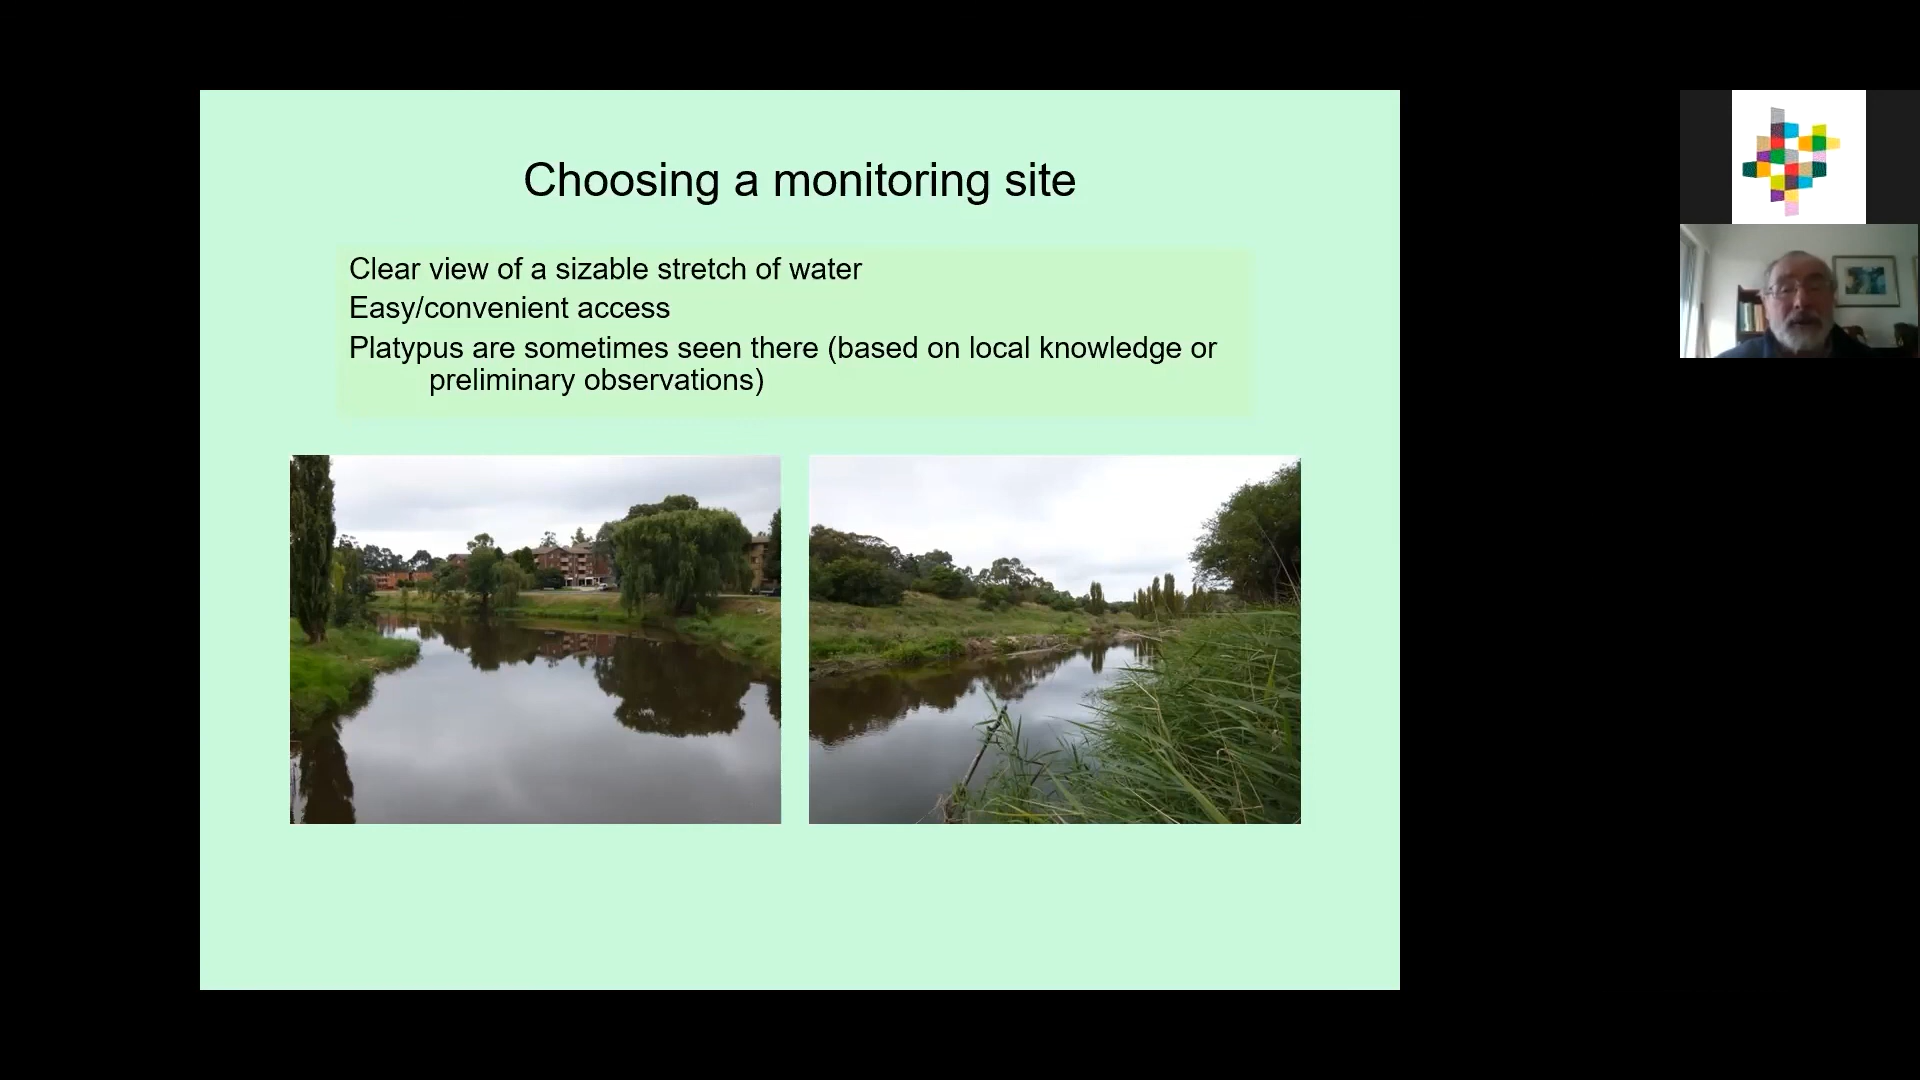 Choosing a monitoring site
Clear view of a sizable stretch of water
Easy/convenient access
Platypus are sometimes seen there (based on local knowledge or
preliminary observations)